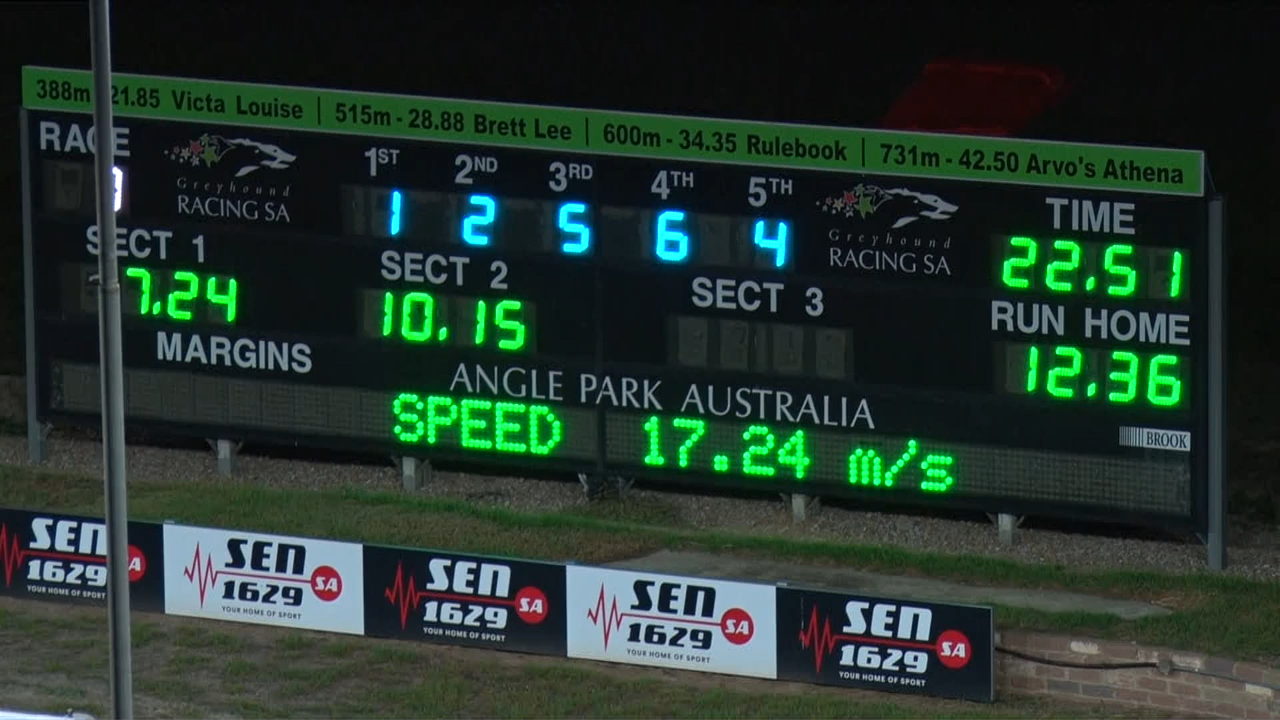 388m 21.85 Victa Louise | 515m - 28.88 Brett Lee | 600m - 34.35 Rulebook | 731m - 42.50 Arvo's Athena
RACE
Greyhound
RACING SA
1ST 2ND 3RD 4TH 5TH
1 2 5 6 4
Greyhound
RACING SA
TIME
22.51
SECT 1
7.24
SECT 2
10.15
SECT 3
RUN HOME
12.36
MARGINS
ANGLE PARK AUSTRALIA
BROOK
SPEED 17.24 m/s
SEN
1629
SA
YOUR HOME OF SPORT
SEN
1629
SA
YOUR HOME OF SPORT
SEN
1629
SA
YOUR HOME OF SPORT
SEN
1629
SA
YOUR HOME OF SPORT
SEN
1629
SA
YOUR HOME OF SPORT